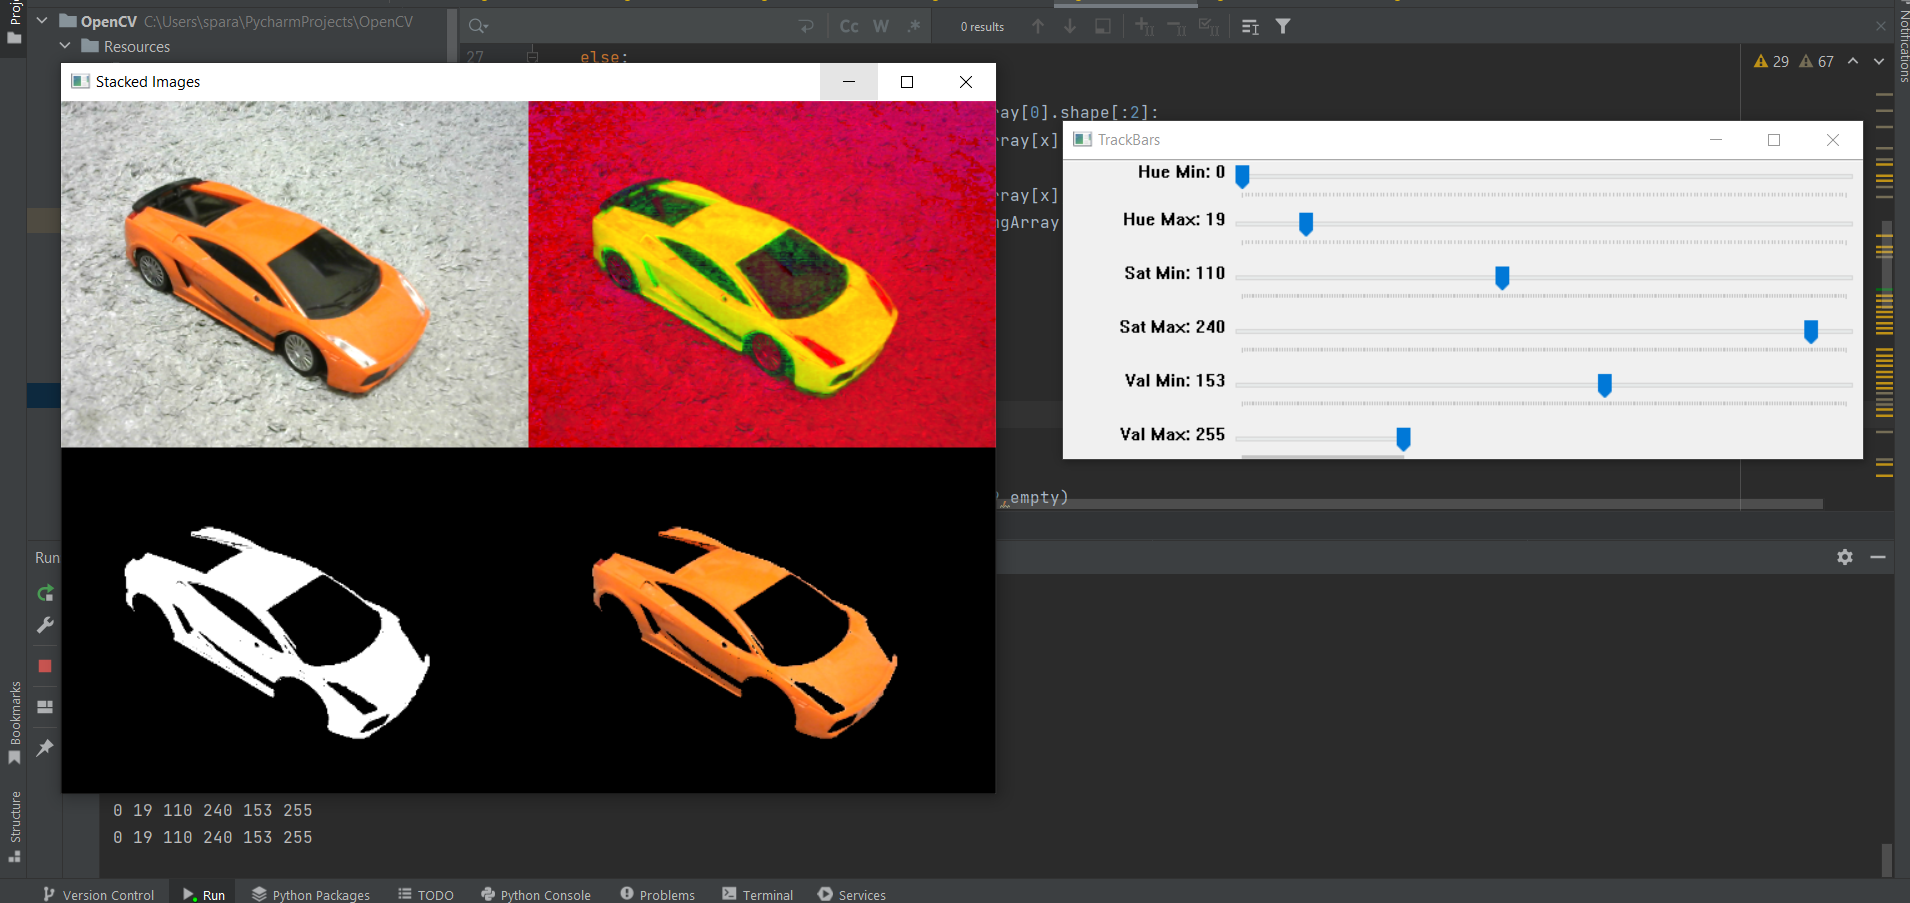 Proje
OpenCV C:\Users\spara\PycharmProjects\OpenCV
Resources
Cc W .* 0 results
27 else:
29 67
Notifications
Stacked Images
ray[0].shape[:2]:
rray[x]
rray[x]
ngArray
TrackBars
Hue Min: 0
Hue Max: 19
Sat Min: 110
Sat Max: 240
Val Min: 153
Val Max: 255
empty)
Run
Bookmarks
Structure
0 19 110 240 153 255
0 19 110 240 153 255
Version Control Run Python Packages TODO Python Console Problems Terminal Services